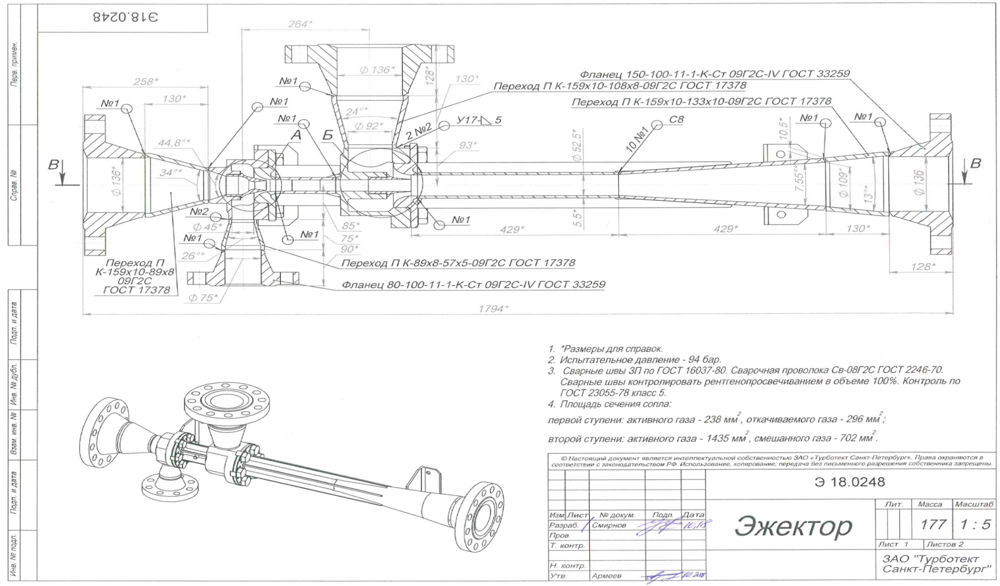 Э18.0248
Перв. примен.
Справ. №
Подп. и дата
Инв. № дубл.
Взам. инв. №
Подп. и дата
Инв. № подл.
264*
258*
130*
№1
№1
№1
№1
ϕ 136*
128*
130*
24°*
ϕ 92*
2 №2
У17-◺ 5
93*
А
Б
В
В
44,8°*
34°*
ϕ 136*
Фланец 150-100-11-1-К-Ст 09Г2С-IV ГОСТ 33259
Переход П К-159х10-108х8-09Г2С ГОСТ 17378
Переход П К-159х10-133х10-09Г2С ГОСТ 17378
10 №1
С8
№1
№1
10,5*
ϕ 52,5*
7,55°*
ϕ 109*
13°*
ϕ 136
5,5*
№1
429*
429*
130*
128*
№2
ϕ 45*
№1
26°*
№1
85*
75*
90*
ϕ 75*
Переход П
К-159х10-89х8
09Г2С
ГОСТ 17378
Переход П К-89х8-57х5-09Г2С ГОСТ 17378
Фланец 80-100-11-1-К-Ст 09Г2С-IV ГОСТ 33259
1794*
1. *Размеры для справок.
2. Испытательное давление - 94 бар.
3. Сварные швы ЗП по ГОСТ 16037-80. Сварочная проволока Св-08Г2С ГОСТ 2246-70.
Сварные швы контролировать рентгенопросвечиванием в объеме 100%. Контроль по
ГОСТ 23055-78 класс 5.
4. Площадь сечения сопла:
первой ступени: активного газа - 238 мм², откачиваемого газа - 296 мм²;
второй ступени: активного газа - 1435 мм², смешанного газа - 702 мм².
© Настоящий документ является интеллектуальной собственностью ЗАО «Турботект Санкт-Петербург». Права охраняются в
соответствии с законодательством РФ. Использование, копирование, передача без письменного разрешения собственника запрещены.
Э 18.0248
Изм Лист № докум. Подп. Дата
Разраб. Смирнов 10,18
Пров.
Т. контр.
Н. контр.
Утв. Армеев 10.2018
Эжектор
Лит. Масса Масштаб
177 1 : 5
Лист 1 Листов 2
ЗАО "Турботект
Санкт-Петербург"